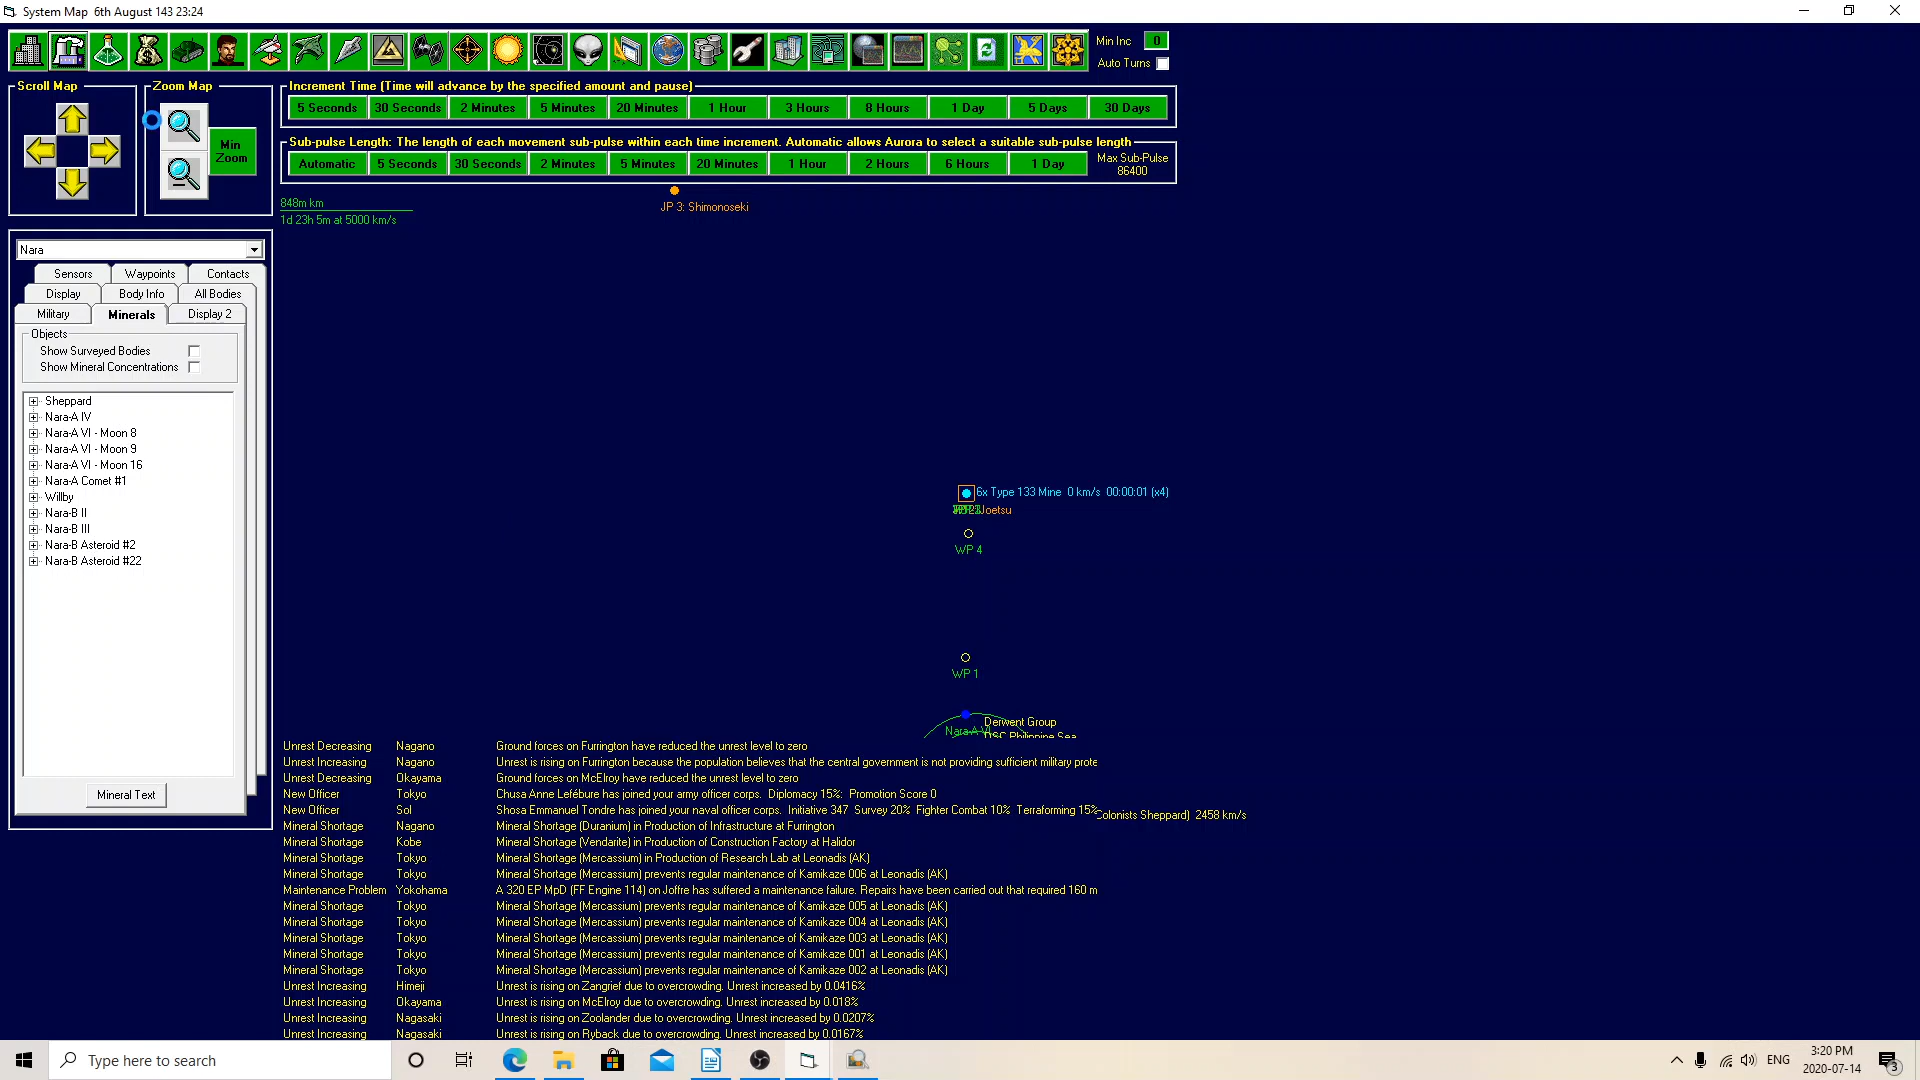 System Map 6th August 143 23:24
Min Inc 0
Auto Turns
Scroll Map
Zoom Map
Min Zoom
Increment Time (Time will advance by the specified amount and pause)
5 Seconds 30 Seconds 2 Minutes 5 Minutes 20 Minutes 1 Hour 3 Hours 8 Hours 1 Day 5 Days 30 Days
Sub-pulse Length: The length of each movement sub-pulse within each time increment. Automatic allows Aurora to select a suitable sub-pulse length
Automatic 5 Seconds 30 Seconds 2 Minutes 5 Minutes 20 Minutes 1 Hour 2 Hours 6 Hours 1 Day
Max Sub-Pulse
86400
848m km
1d 23h 5m at 5000 km/s
JP 3: Shimonoseki
Nara
Sensors Waypoints Contacts
Display Body Info All Bodies
Military Minerals Display 2
Objects
Show Surveyed Bodies
Show Mineral Concentrations
Sheppard
Nara-A IV
Nara-A VI - Moon 8
Nara-A VI - Moon 9
Nara-A VI - Moon 16
Nara-A Comet #1
Willby
Nara-B II
Nara-B III
Nara-B Asteroid #2
Nara-B Asteroid #22
Mineral Text
6x Type 133 Mine 0 km/s 00:00:01 (x4)
Joetsu
WP 4
WP 1
Derwent Group
Nara-A VI
DSC Philippine Sea
Colonists Sheppard) 2458 km/s
Unrest Decreasing Nagano Ground forces on Furrington have reduced the unrest level to zero
Unrest Increasing Nagano Unrest is rising on Furrington because the population believes that the central government is not providing sufficient military prote
Unrest Decreasing Okayama Ground forces on McElroy have reduced the unrest level to zero
New Officer Tokyo Chusa Anne Lefébure has joined your army officer corps. Diplomacy 15%: Promotion Score 0
New Officer Sol Shosa Emmanuel Tondre has joined your naval officer corps. Initiative 347 Survey 20% Fighter Combat 10% Terraforming 15%
Mineral Shortage Nagano Mineral Shortage (Duranium) in Production of Infrastructure at Furrington
Mineral Shortage Kobe Mineral Shortage (Vendarite) in Production of Construction Factory at Halidor
Mineral Shortage Tokyo Mineral Shortage (Mercassium) in Production of Research Lab at Leonadis (AK)
Mineral Shortage Tokyo Mineral Shortage (Mercassium) prevents regular maintenance of Kamikaze 006 at Leonadis (AK)
Maintenance Problem Yokohama A 320 EP MpD (FF Engine 114) on Joffre has suffered a maintenance failure. Repairs have been carried out that required 160 m
Mineral Shortage Tokyo Mineral Shortage (Mercassium) prevents regular maintenance of Kamikaze 005 at Leonadis (AK)
Mineral Shortage Tokyo Mineral Shortage (Mercassium) prevents regular maintenance of Kamikaze 004 at Leonadis (AK)
Mineral Shortage Tokyo Mineral Shortage (Mercassium) prevents regular maintenance of Kamikaze 003 at Leonadis (AK)
Mineral Shortage Tokyo Mineral Shortage (Mercassium) prevents regular maintenance of Kamikaze 001 at Leonadis (AK)
Mineral Shortage Tokyo Mineral Shortage (Mercassium) prevents regular maintenance of Kamikaze 002 at Leonadis (AK)
Unrest Increasing Himeji Unrest is rising on Zangrief due to overcrowding. Unrest increased by 0.0416%
Unrest Increasing Okayama Unrest is rising on McElroy due to overcrowding. Unrest increased by 0.018%
Unrest Increasing Nagasaki Unrest is rising on Zoolander due to overcrowding. Unrest increased by 0.0207%
Unrest Increasing Nagasaki Unrest is rising on Ryback due to overcrowding. Unrest increased by 0.0167%
Type here to search
ENG
3:20 PM
2020-07-14
3